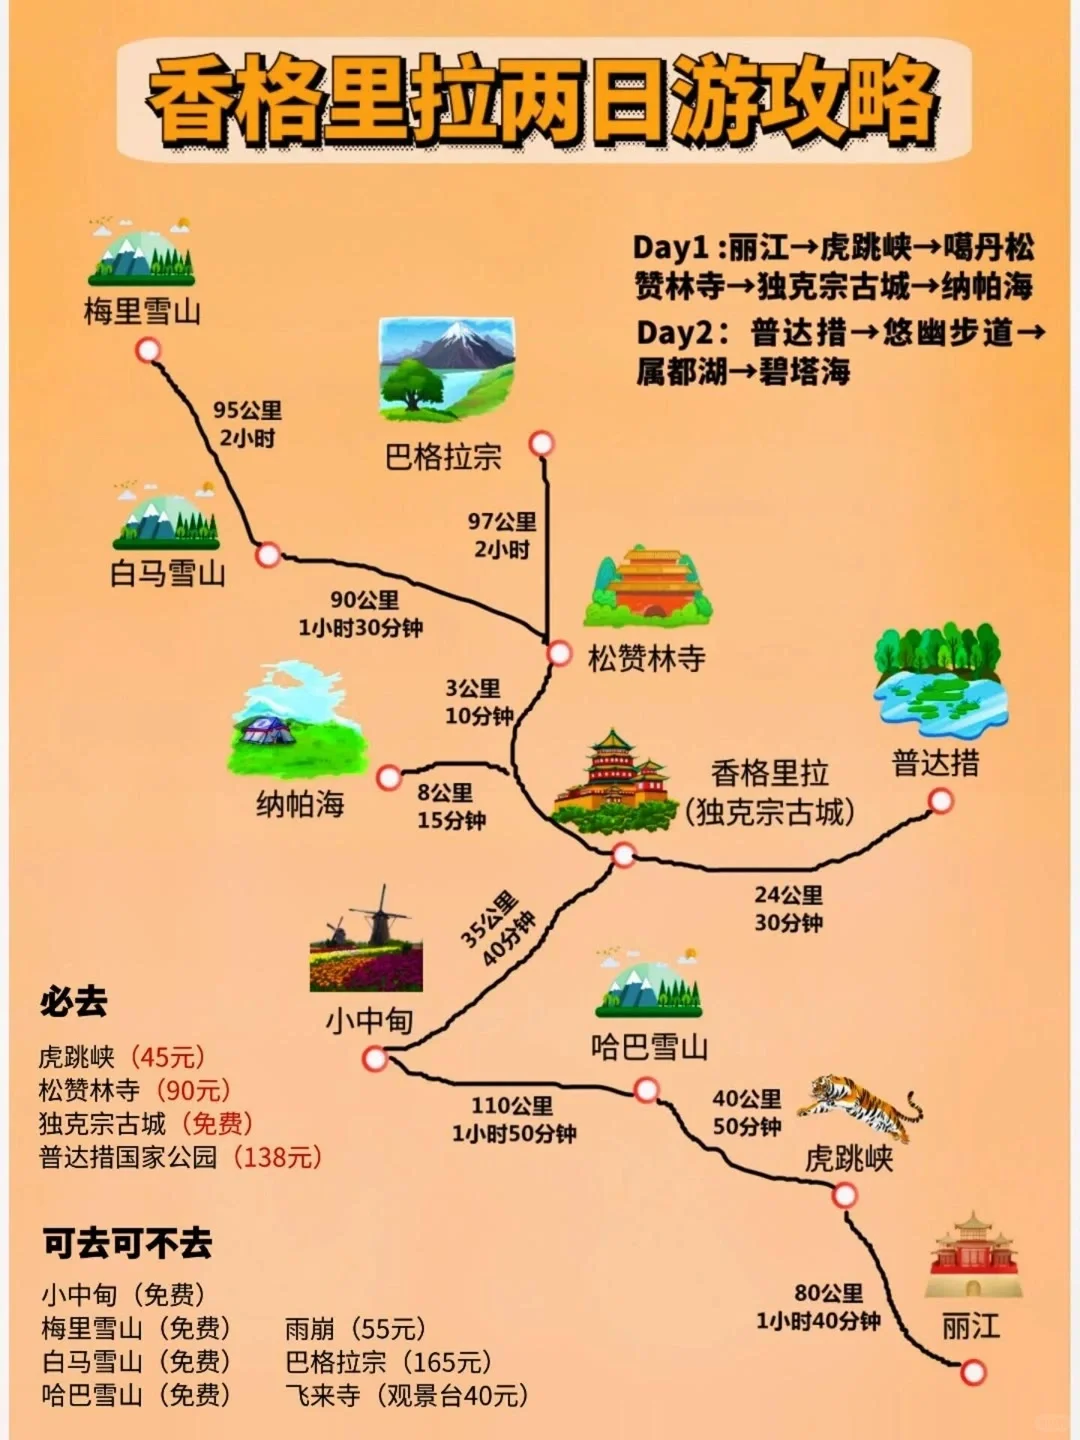 香格里拉两日游攻略
Day1 :丽江→虎跳峡→噶丹松
赞林寺→独克宗古城→纳帕海
Day2：普达措→悠幽步道→
属都湖→碧塔海
梅里雪山
95公里
2小时
巴格拉宗
97公里
2小时
白马雪山
90公里
1小时30分钟
松赞林寺
3公里
10分钟
纳帕海
8公里
15分钟
香格里拉
（独克宗古城）
普达措
24公里
30分钟
35公里
40分钟
小中甸
哈巴雪山
110公里
1小时50分钟
40公里
50分钟
虎跳峡
80公里
1小时40分钟
丽江
必去
虎跳峡（45元）
松赞林寺（90元）
独克宗古城（免费）
普达措国家公园（138元）
可去可不去
小中甸（免费）
梅里雪山（免费） 雨崩（55元）
白马雪山（免费） 巴格拉宗（165元）
哈巴雪山（免费） 飞来寺（观景台40元）